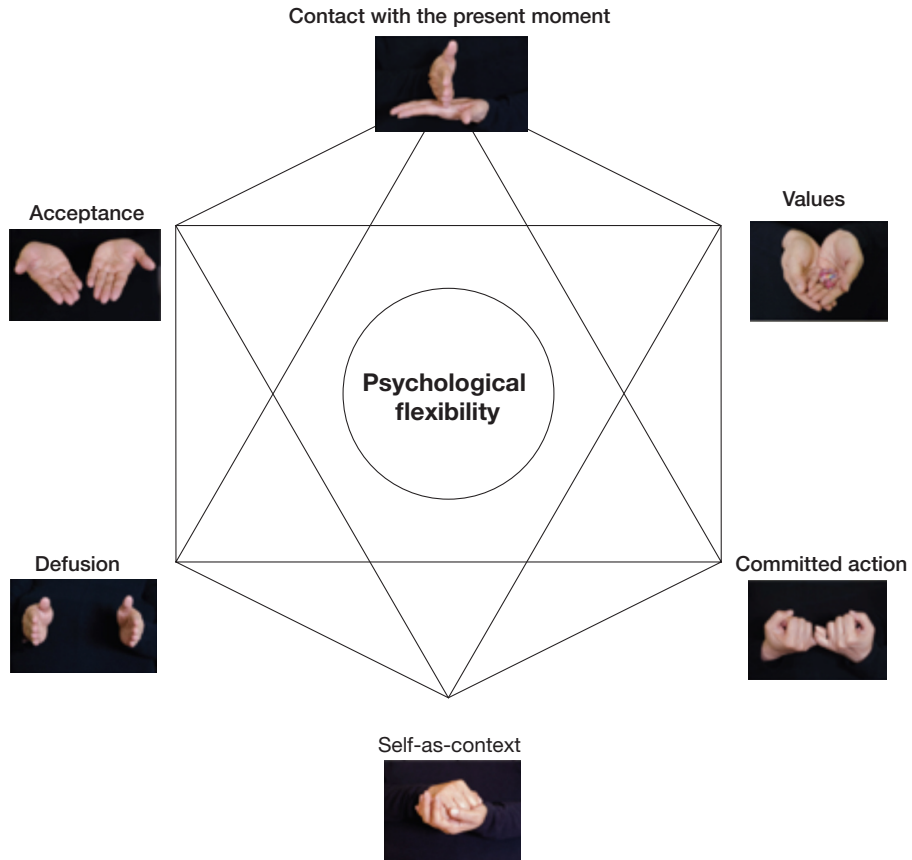 Contact with the present moment
Acceptance
Values
Psychological
flexibility
Defusion
Committed action
Self-as-context